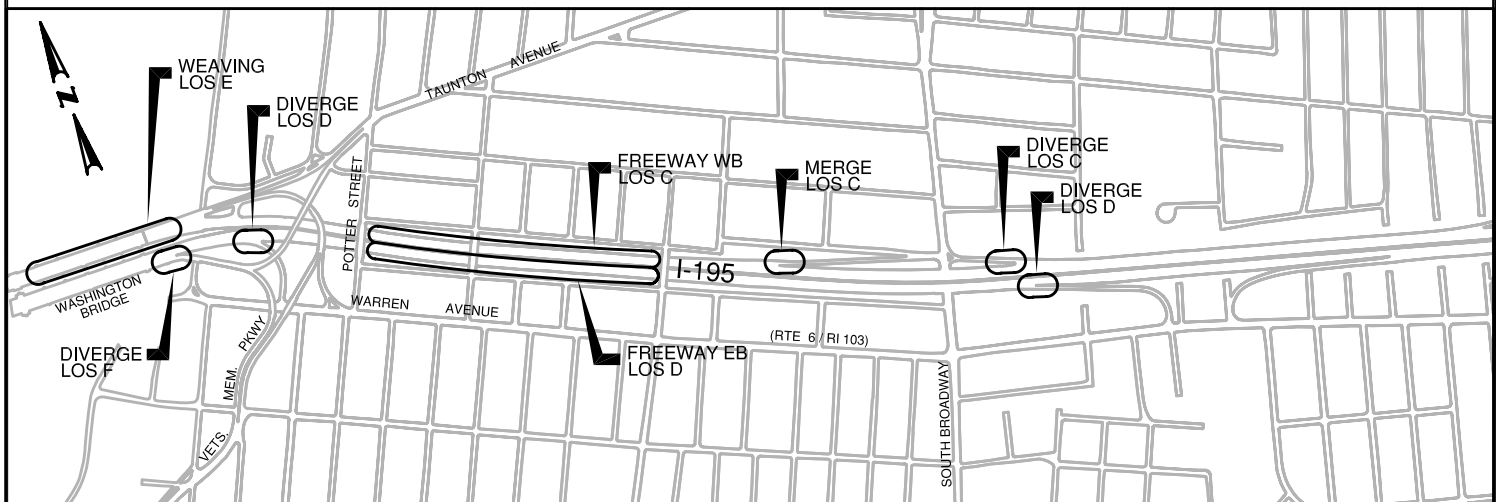 WEAVING
LOS E
DIVERGE
LOS D
TAUNTON AVENUE
N
POTTER STREET
FREEWAY WB
LOS C
MERGE
LOS C
DIVERGE
LOS C
DIVERGE
LOS D
I-195
WASHINGTON
BRIDGE
WARREN AVENUE
(RTE 6 / RI 103)
DIVERGE
LOS F
FREEWAY EB
LOS D
VETS. MEM. PKWY
SOUTH BROADWAY